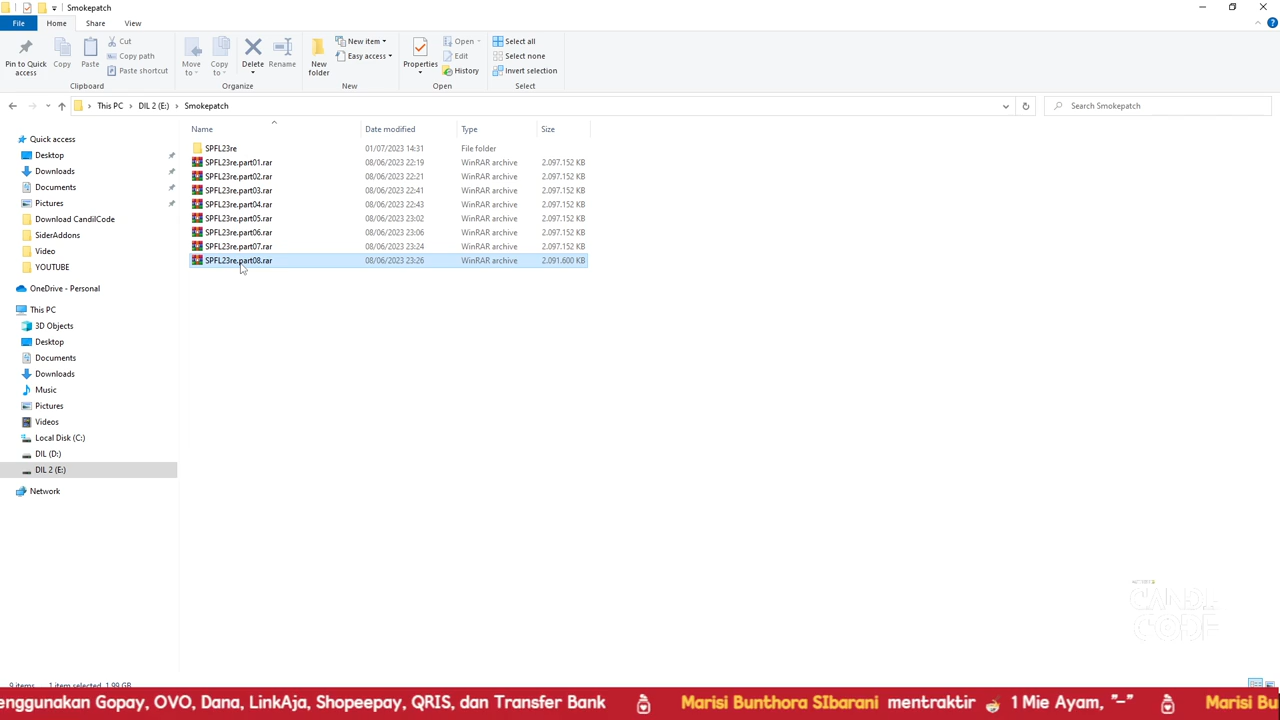 Smokepatch
File Home Share View
Pin to Quick access
Copy
Paste
Cut
Copy path
Paste shortcut
Clipboard
Move to
Copy to
Delete
Rename
Organize
New folder
New item
Easy access
New
Properties
Open
Edit
History
Open
Select all
Select none
Invert selection
Select
This PC DIL 2 (E:) Smokepatch
Search Smokepatch
Quick access
Desktop
Downloads
Documents
Pictures
Download CandilCode
SiderAddons
Video
YOUTUBE
OneDrive - Personal
This PC
3D Objects
Desktop
Documents
Downloads
Music
Pictures
Videos
Local Disk (C:)
DIL (D:)
DIL 2 (E:)
Network
Name Date modified Type Size
SPFL23re 01/07/2023 14:31 File folder
SPFL23re.part01.rar 08/06/2023 22:19 WinRAR archive 2.097.152 KB
SPFL23re.part02.rar 08/06/2023 22:21 WinRAR archive 2.097.152 KB
SPFL23re.part03.rar 08/06/2023 22:41 WinRAR archive 2.097.152 KB
SPFL23re.part04.rar 08/06/2023 22:43 WinRAR archive 2.097.152 KB
SPFL23re.part05.rar 08/06/2023 23:02 WinRAR archive 2.097.152 KB
SPFL23re.part06.rar 08/06/2023 23:06 WinRAR archive 2.097.152 KB
SPFL23re.part07.rar 08/06/2023 23:24 WinRAR archive 2.097.152 KB
SPFL23re.part08.rar 08/06/2023 23:26 WinRAR archive 2.091.600 KB
9 items 1 item selected 1,99 GB
enggunakan Gopay, OVO, Dana, LinkAja, Shopeepay, QRIS, dan Transfer Bank Marisi Bunthora SIbarani mentraktir 1 Mie Ayam, "-" Marisi Bu